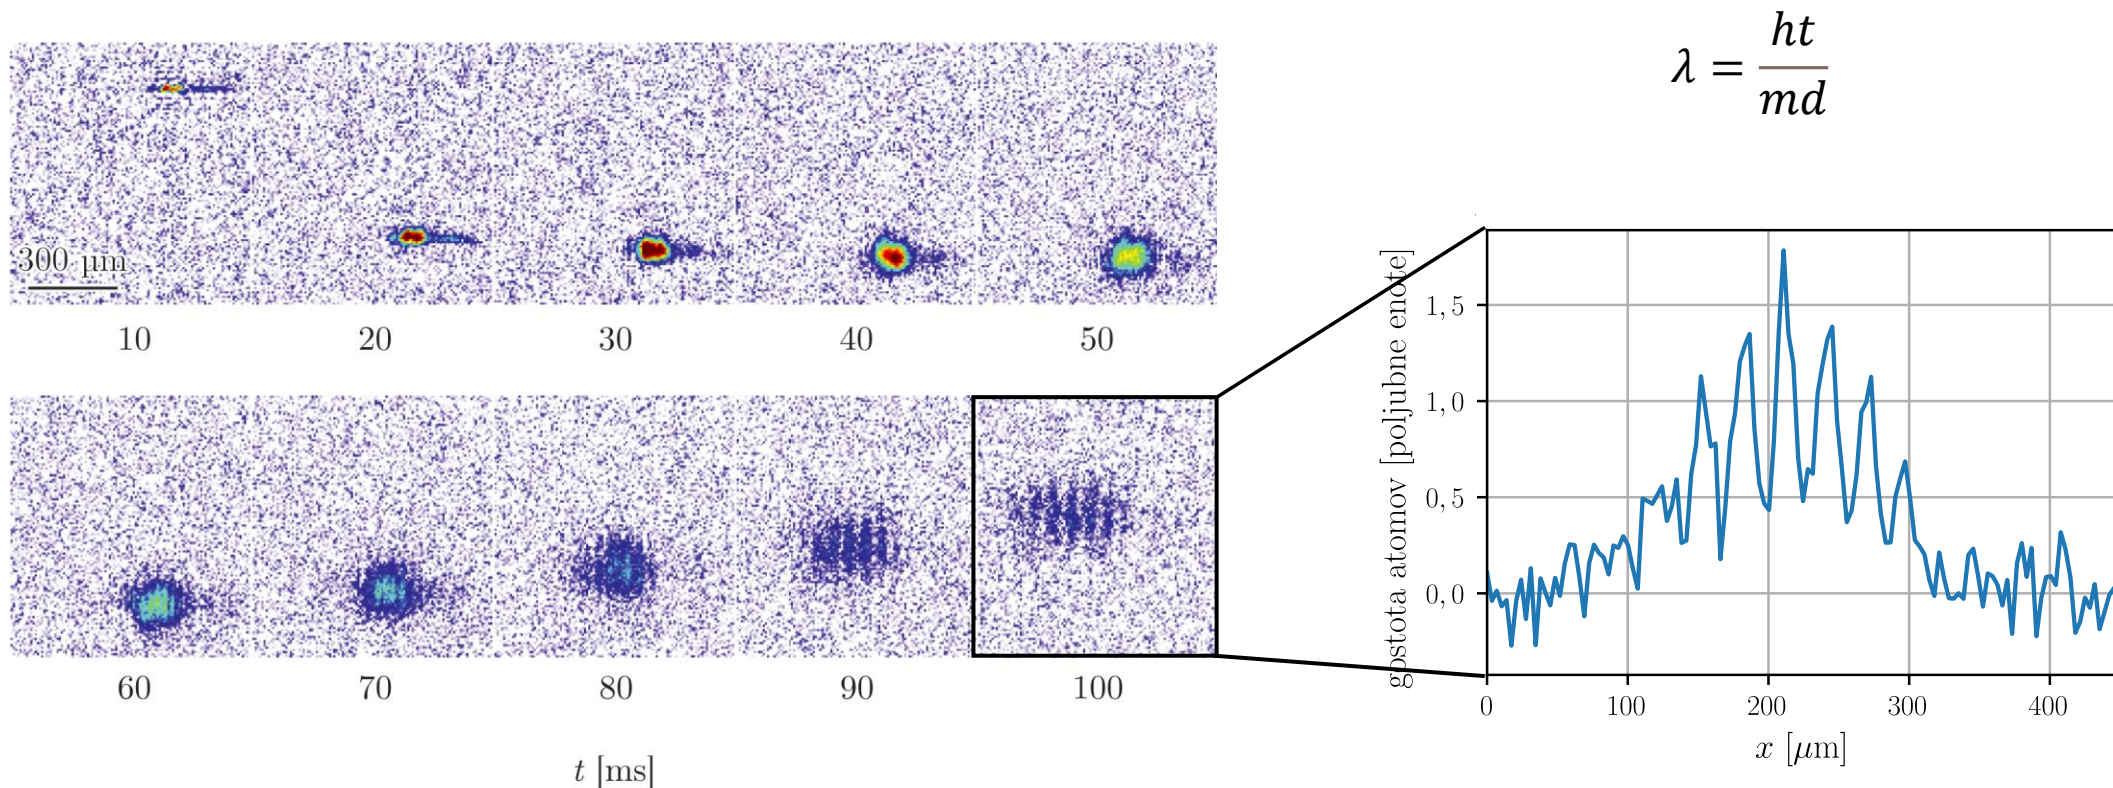 λ = ht / md
300 µm
10 20 30 40 50
60 70 80 90 100
t [ms]
gostota atomov [poljubne enote]
1,5
1,0
0,5
0,0
0 100 200 300 400
x [µm]